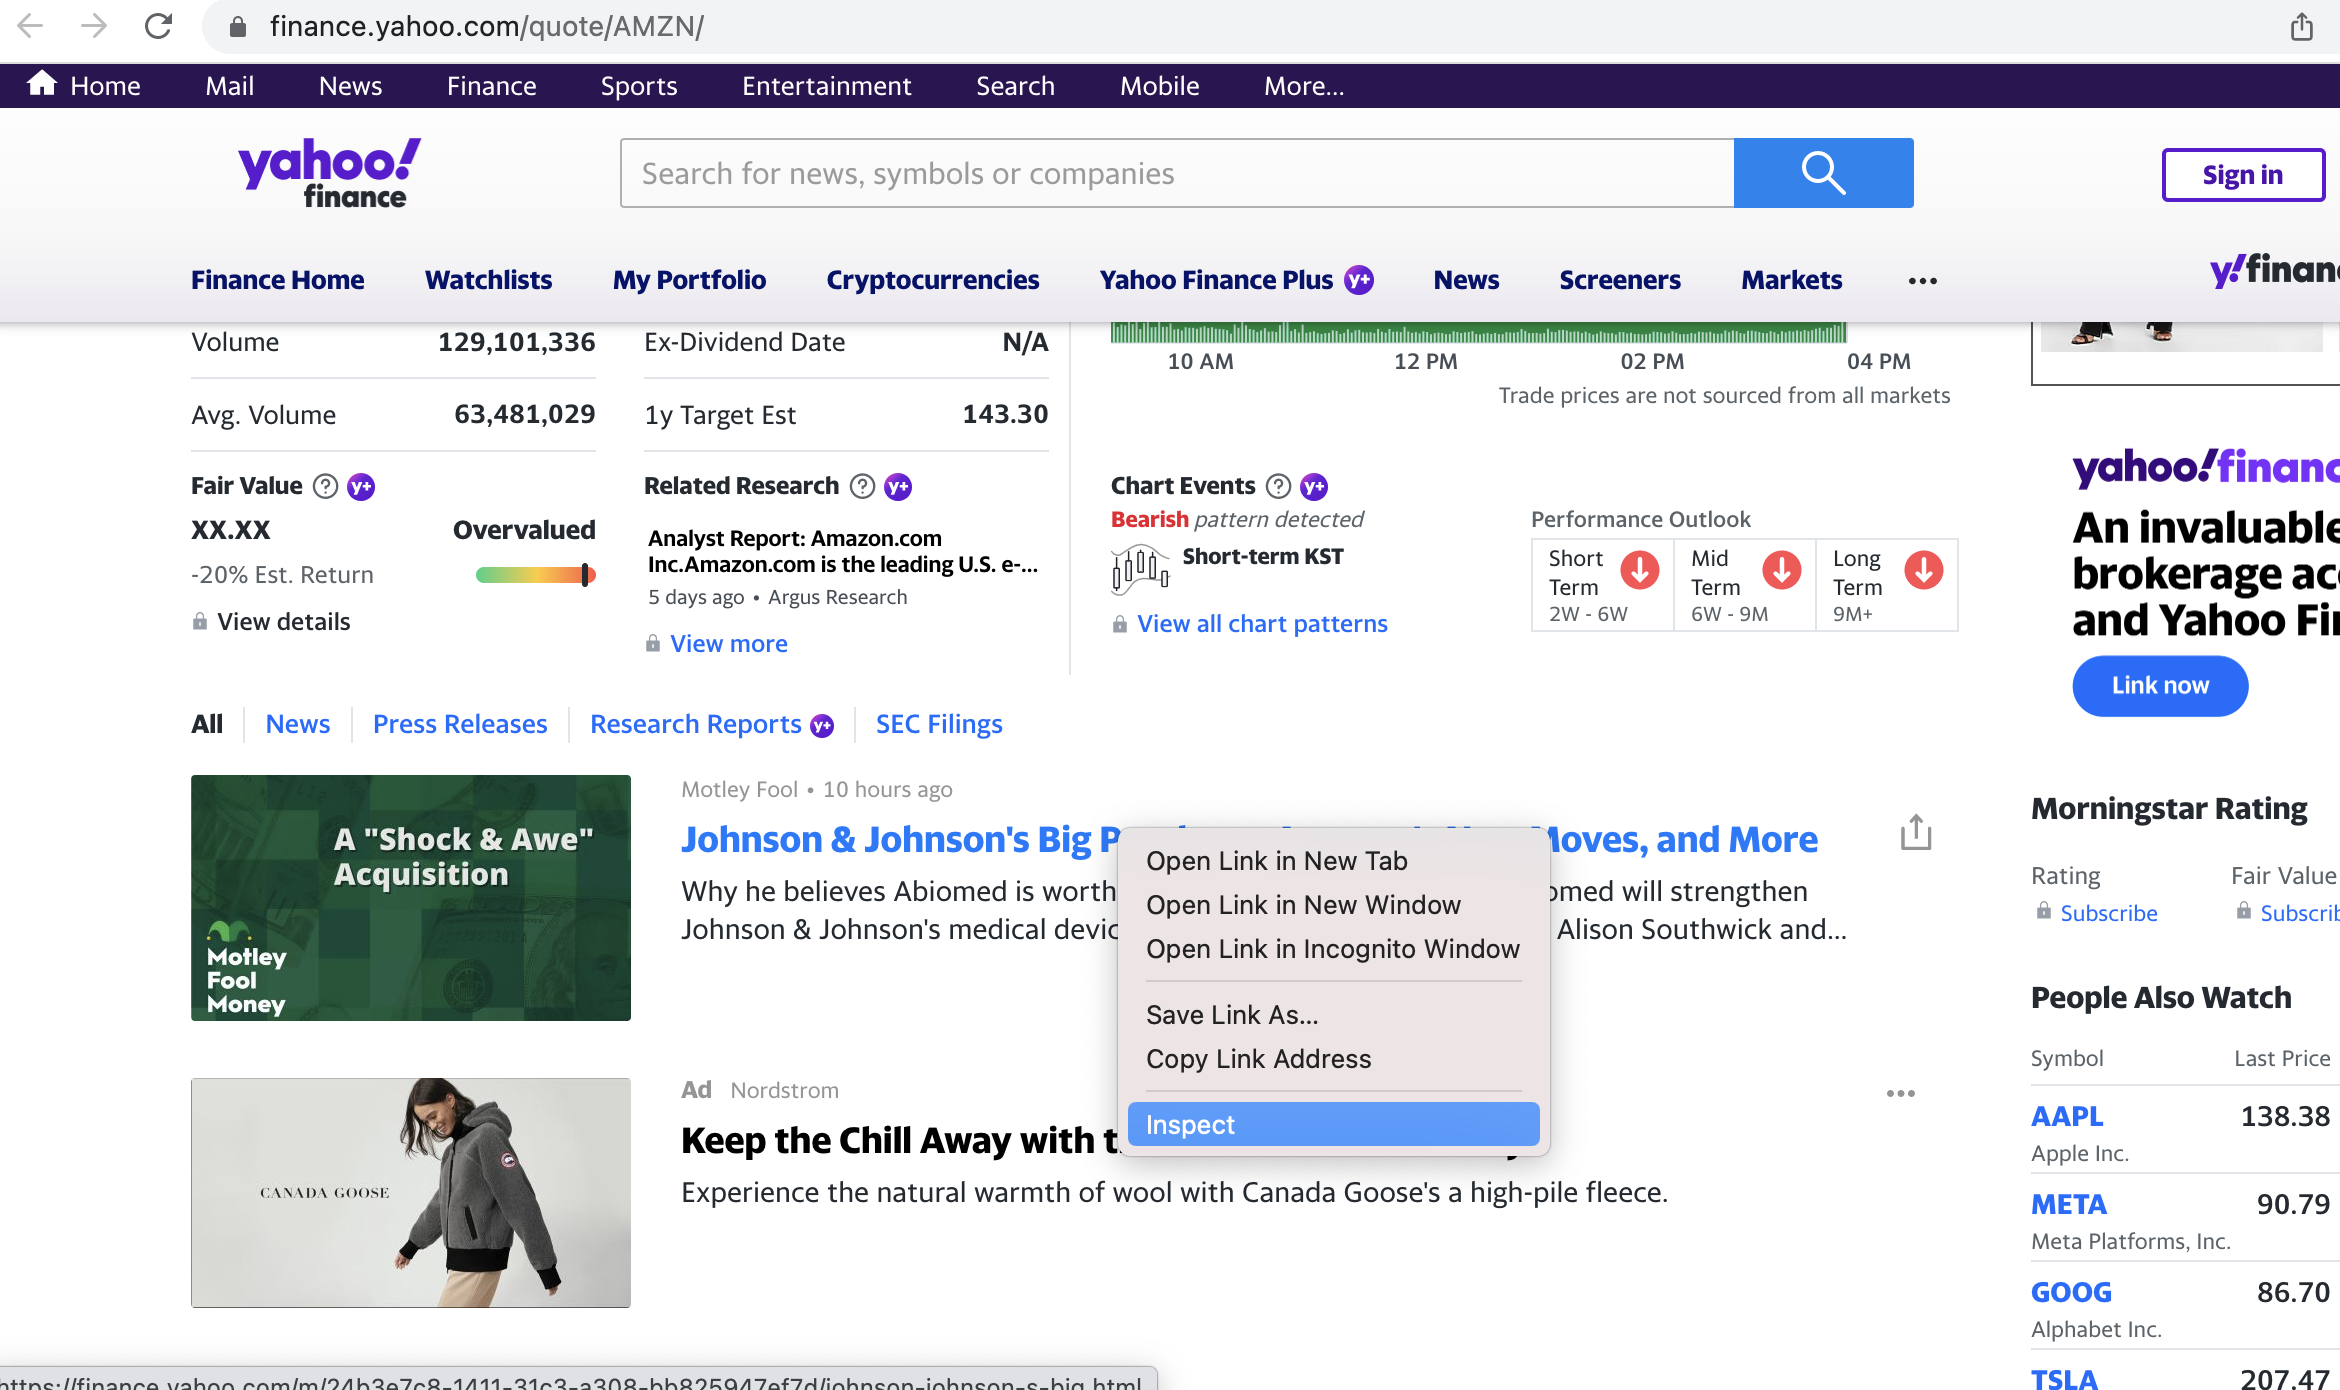 finance.yahoo.com/quote/AMZN/
Home Mail News Finance Sports Entertainment Search Mobile More...
yahoo!
finance
Search for news, symbols or companies
Sign in
Finance Home Watchlists My Portfolio Cryptocurrencies Yahoo Finance Plus y+ News Screeners Markets ...
y!finan
Volume 129,101,336
Ex-Dividend Date N/A
10 AM 12 PM 02 PM 04 PM
Trade prices are not sourced from all markets
Avg. Volume 63,481,029
1y Target Est 143.30
Fair Value ? y+
XX.XX Overvalued
-20% Est. Return
View details
Related Research ? y+
Analyst Report: Amazon.com
Inc.Amazon.com is the leading U.S. e-...
5 days ago • Argus Research
View more
Chart Events ? y+
Bearish pattern detected
Short-term KST
View all chart patterns
Performance Outlook
Short Term 2W - 6W
Mid Term 6W - 9M
Long Term 9M+
yahoo!financ
An invaluable
brokerage acc
and Yahoo Fin
Link now
All News Press Releases Research Reports y+ SEC Filings
A "Shock & Awe"
Acquisition
Motley
Fool
Money
Motley Fool • 10 hours ago
Johnson & Johnson's Big Moves, and More
Why he believes Abiomed is worth omed will strengthen
Johnson & Johnson's medical devic Alison Southwick and...
Open Link in New Tab
Open Link in New Window
Open Link in Incognito Window
Save Link As...
Copy Link Address
Inspect
CANADA GOOSE
Ad Nordstrom
Keep the Chill Away with
Experience the natural warmth of wool with Canada Goose's a high-pile fleece.
Morningstar Rating
Rating Fair Value
Subscribe Subscrib
People Also Watch
Symbol Last Price
AAPL 138.38
Apple Inc.
META 90.79
Meta Platforms, Inc.
GOOG 86.70
Alphabet Inc.
TSLA 207.47
https://finance.yahoo.com/m/24b3e7c8-1411-31c3-a308-bb825947ef7d/johnson-johnson-s-big.html